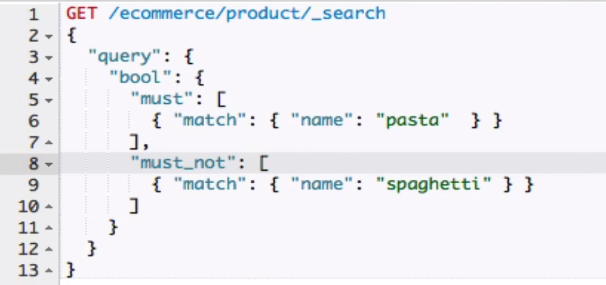 1 GET /ecommerce/product/_search
2 {
3 "query": {
4 "bool": {
5 "must": [
6 { "match": { "name": "pasta"  } }
7 ],
8 "must_not": [
9 { "match": { "name": "spaghetti" } }
10 ]
11 }
12 }
13 }